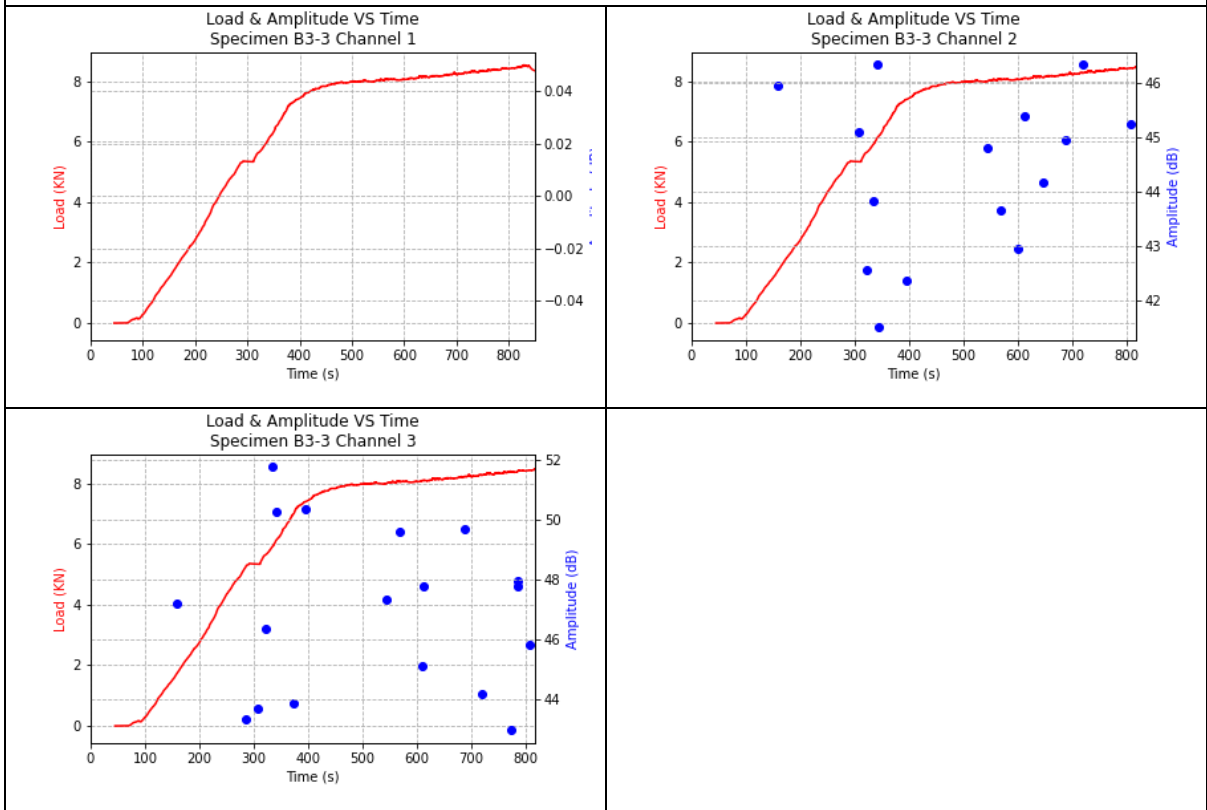 Load & Amplitude VS Time
Specimen B3-3 Channel 1
8
6
4
2
0
Load (KN)
0.04
0.02
0.00
−0.02
−0.04
0 100 200 300 400 500 600 700 800
Time (s)
Load & Amplitude VS Time
Specimen B3-3 Channel 2
8
6
4
2
0
Load (KN)
46
45
44
43
42
Amplitude (dB)
0 100 200 300 400 500 600 700 800
Time (s)
Load & Amplitude VS Time
Specimen B3-3 Channel 3
8
6
4
2
0
Load (KN)
52
50
48
46
44
Amplitude (dB)
0 100 200 300 400 500 600 700 800
Time (s)